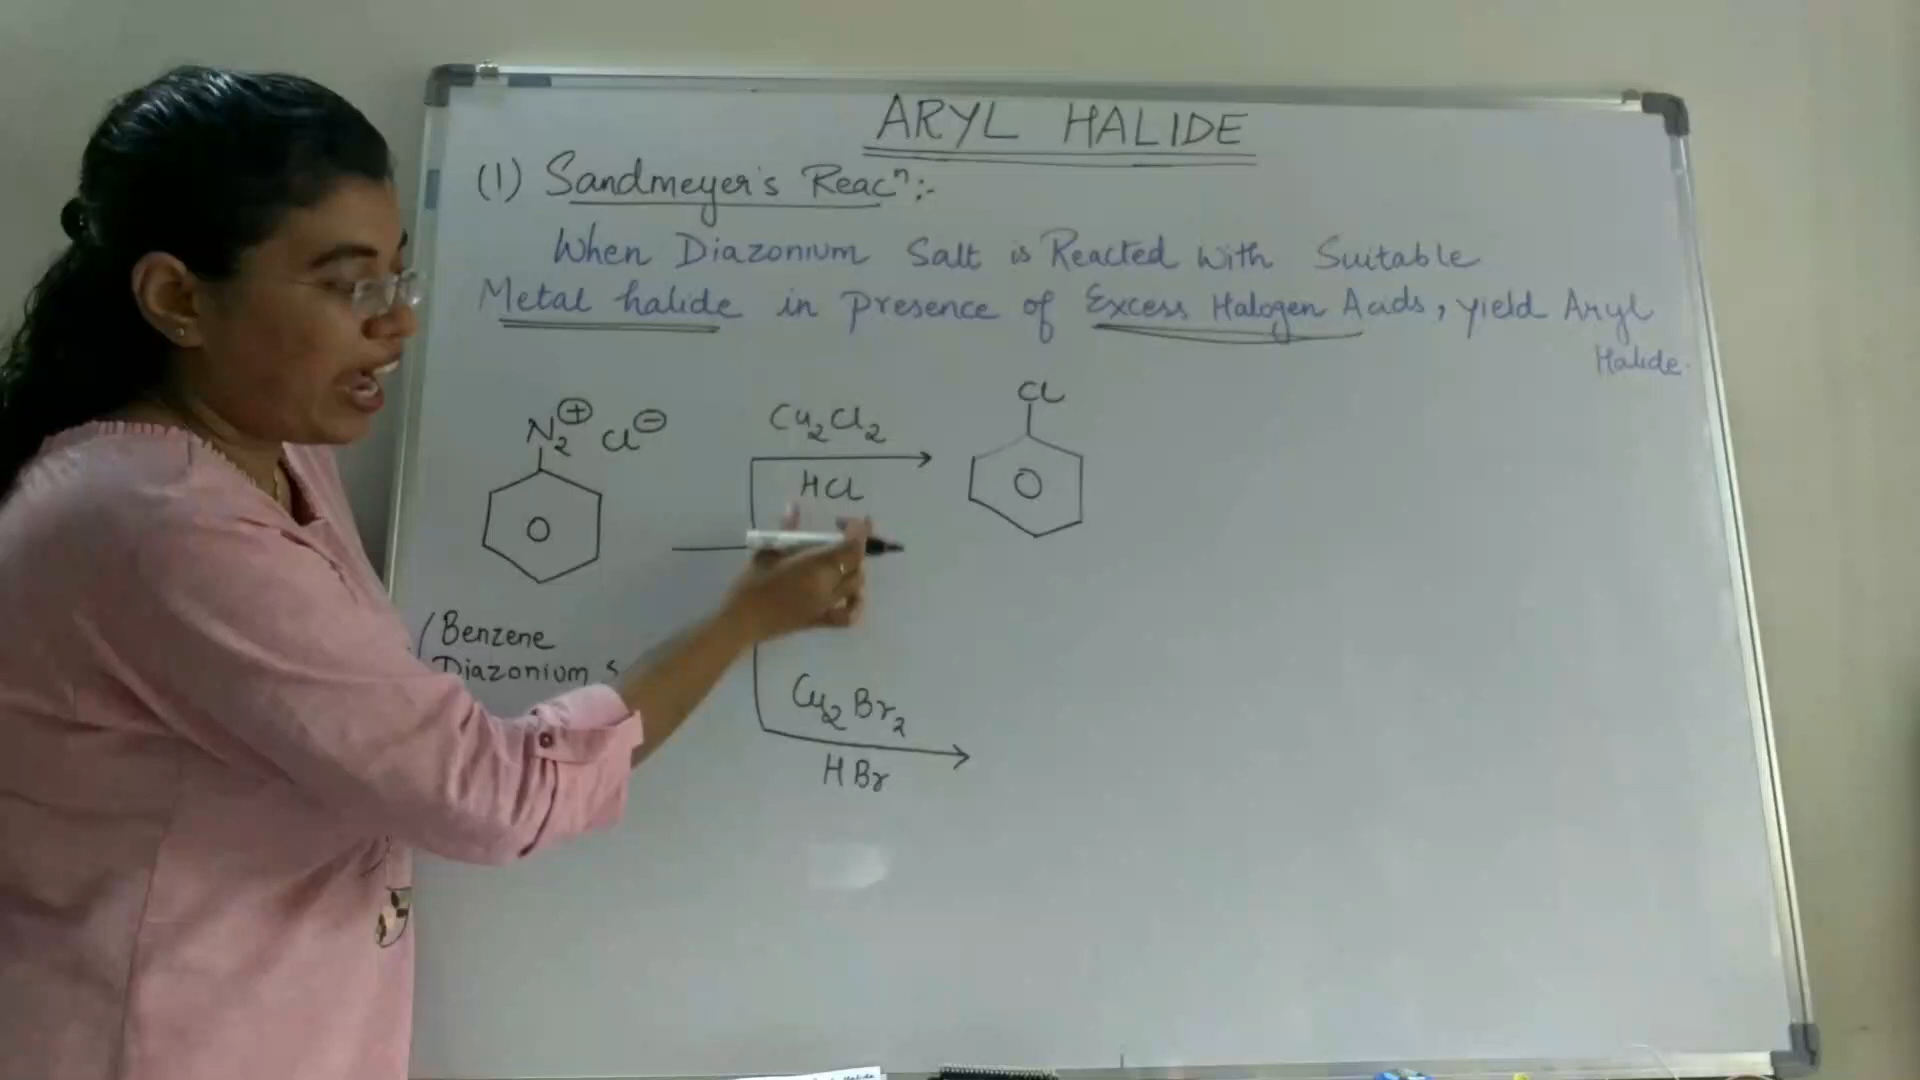 ARYL HALIDE
(1) Sandmeyer's Reacⁿ:-
When Diazonium Salt is Reacted With Suitable
Metal halide in presence of Excess Halogen Acids, yield Aryl
Halide.
N₂⊕ Cl⊖
Cu₂Cl₂
HCl
Cl
(Benzene
Diazonium
Cu₂Br₂
HBr